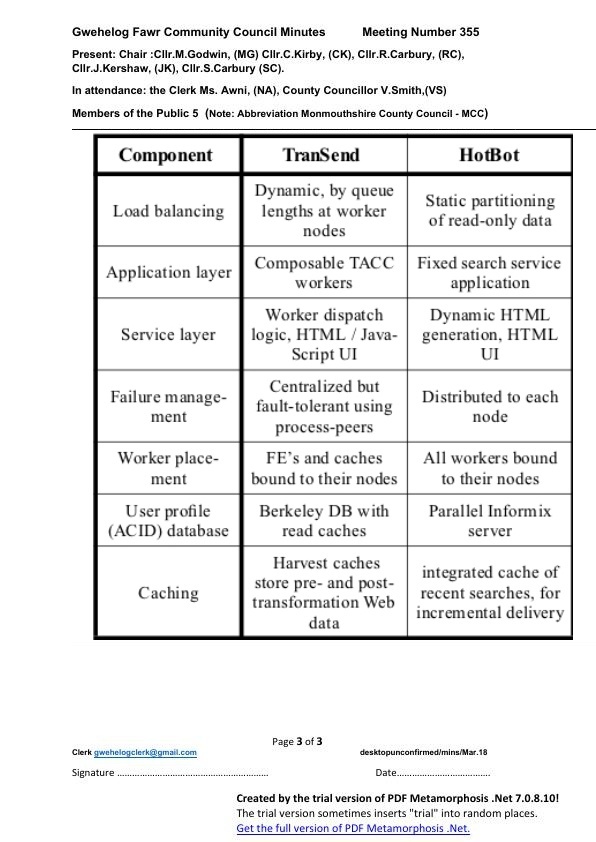 Gwehelog Fawr Community Council Minutes Meeting Number 355
Present: Chair :Cllr.M.Godwin, (MG) Cllr.C.Kirby, (CK), Cllr.R.Carbury, (RC),
Cllr.J.Kershaw, (JK), Cllr.S.Carbury (SC).
In attendance: the Clerk Ms. Awni, (NA), County Councillor V.Smith,(VS)
Members of the Public 5 (Note: Abbreviation Monmouthshire County Council - MCC)
Component TranSend HotBot
Load balancing
Dynamic, by queue
lengths at worker
nodes
Static partitioning
of read-only data
Application layer
Composable TACC
workers
Fixed search service
application
Service layer
Worker dispatch
logic, HTML / Java-
Script UI
Dynamic HTML
generation, HTML
UI
Failure manage-
ment
Centralized but
fault-tolerant using
process-peers
Distributed to each
node
Worker place-
ment
FE's and caches
bound to their nodes
All workers bound
to their nodes
User profile
(ACID) database
Berkeley DB with
read caches
Parallel Informix
server
Caching
Harvest caches
store pre- and post-
transformation Web
data
integrated cache of
recent searches, for
incremental delivery
Page 3 of 3
Clerk gwehelogclerk@gmail.com desktopunconfirmed/mins/Mar.18
Signature ........................................................ Date...................................
Created by the trial version of PDF Metamorphosis .Net 7.0.8.10!
The trial version sometimes inserts "trial" into random places.
Get the full version of PDF Metamorphosis .Net.